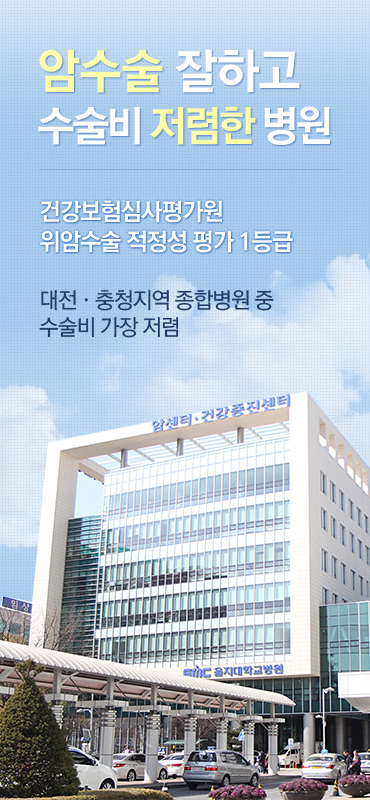 암수술 잘하고
수술비 저렴한 병원
건강보험심사평가원
위암수술 적정성 평가 1등급
대전 · 충청지역 종합병원 중
수술비 가장 저렴
암센터·건강증진센터
EUMC 을지대학교병원